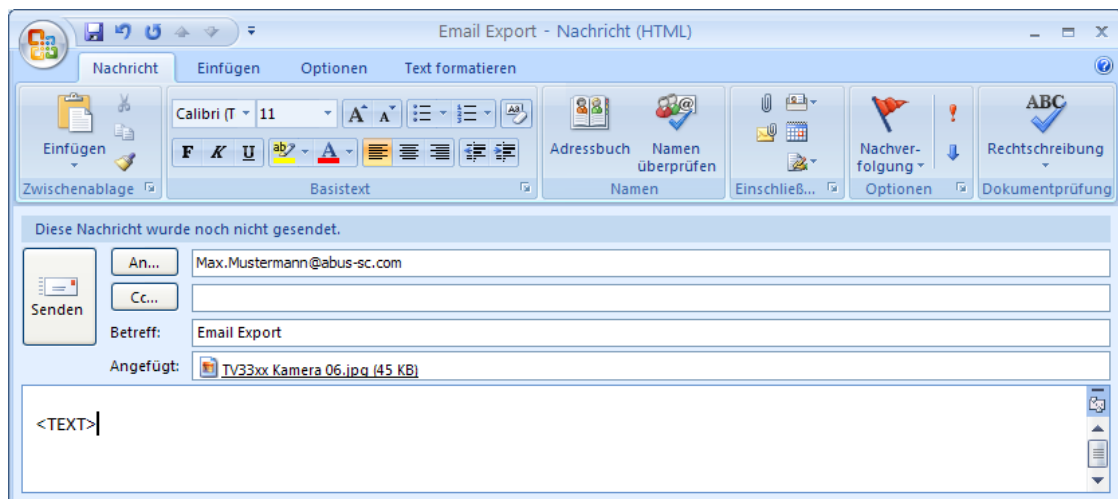 Email Export - Nachricht (HTML)
Nachricht Einfügen Optionen Text formatieren
Calibri (T 11 A A
Einfügen
F K U ab A
Adressbuch
Namen
überprüfen
Nachver-
folgung
ABC
Rechtschreibung
Zwischenablage Basistext Namen Einschließ... Optionen Dokumentprüfung
Diese Nachricht wurde noch nicht gesendet.
Senden
An... Max.Mustermann@abus-sc.com
Cc...
Betreff: Email Export
Angefügt: TV33xx Kamera 06.jpg (45 KB)
<TEXT>